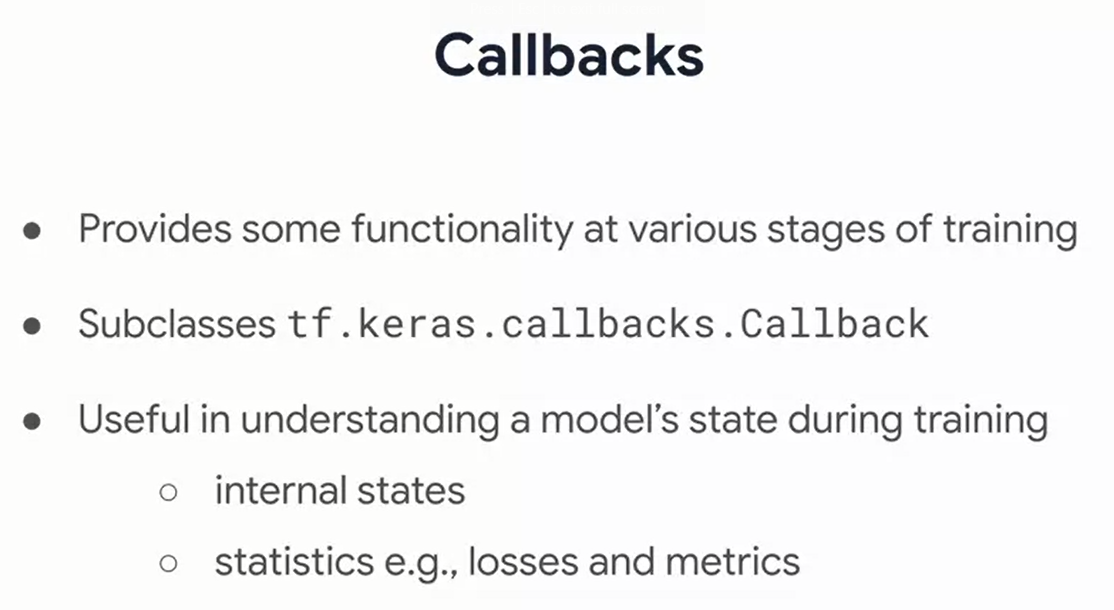 Callbacks
● Provides some functionality at various stages of training
● Subclasses tf.keras.callbacks.Callback
● Useful in understanding a model’s state during training
○ internal states
○ statistics e.g., losses and metrics